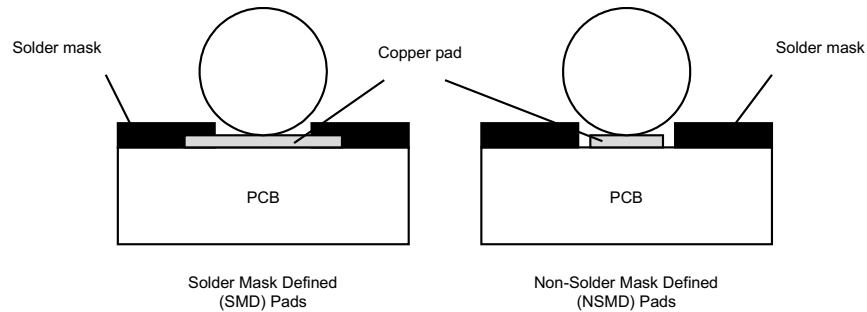 Solder mask
Copper pad
Solder mask
PCB
PCB
Solder Mask Defined
(SMD) Pads
Non-Solder Mask Defined
(NSMD) Pads